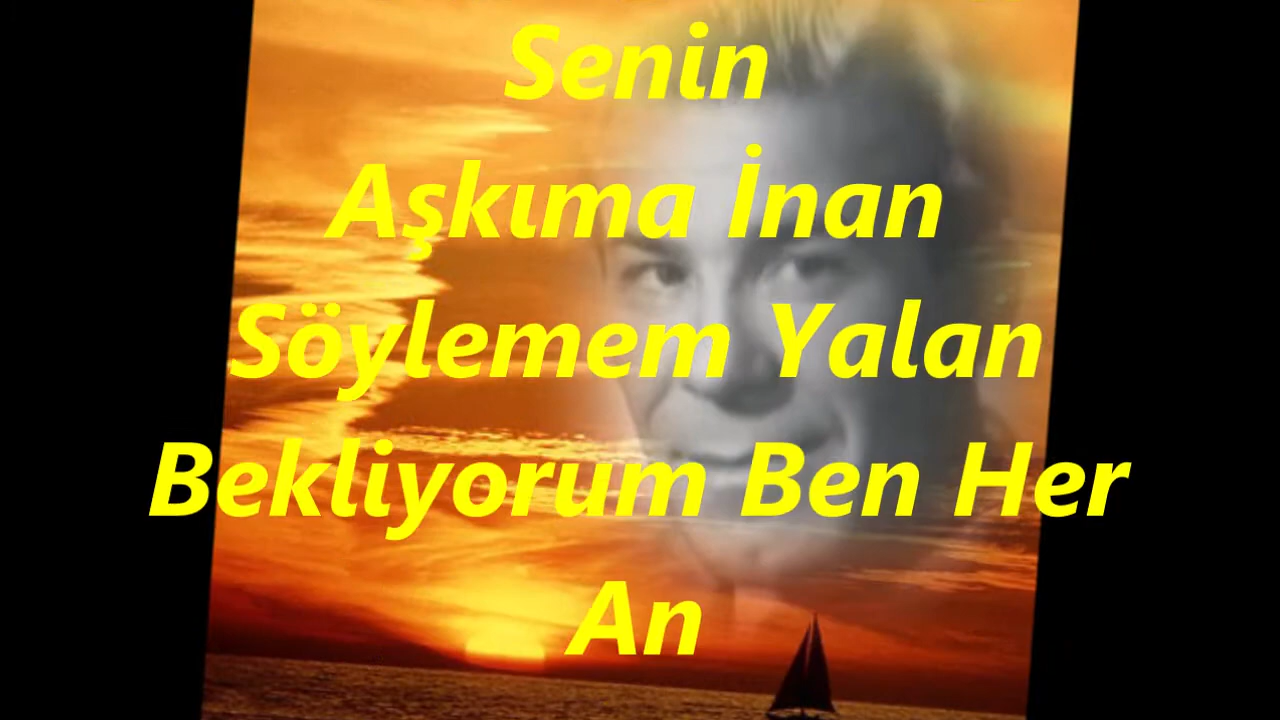 Senin
Aşkıma İnan
Söylemem Yalan
Bekliyorum Ben Her
An